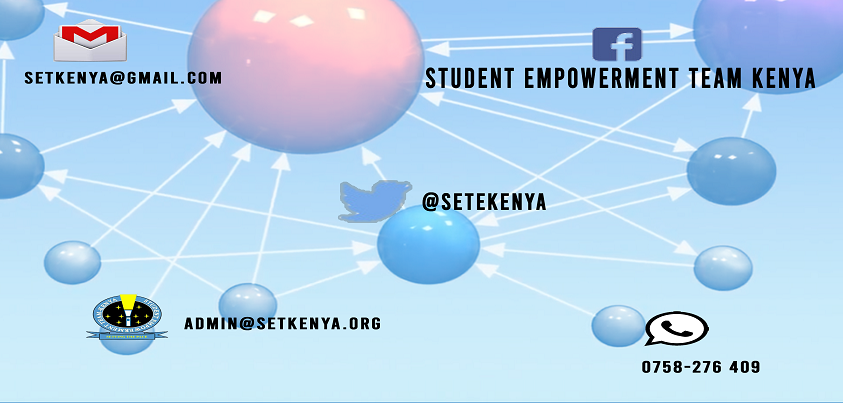 SETKENYA@GMAIL.COM
STUDENT EMPOWERMENT TEAM KENYA
@SETEKENYA
ADMIN@SETKENYA.ORG
0758-276 409